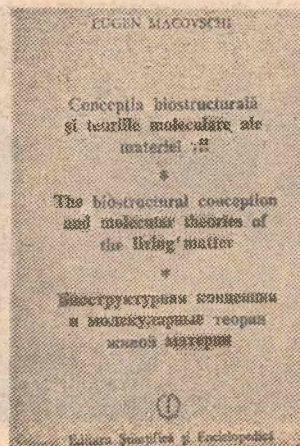 EUGEN MACOVSCHI
Concepția biostructurală
și teoriile moleculare ale
materiei
*
The biostructural conception
and molecular theories of
the living matter
*
Биоструктурная концепция
и молекулярные теории
живой материи
Editura Științifică și Enciclopedică